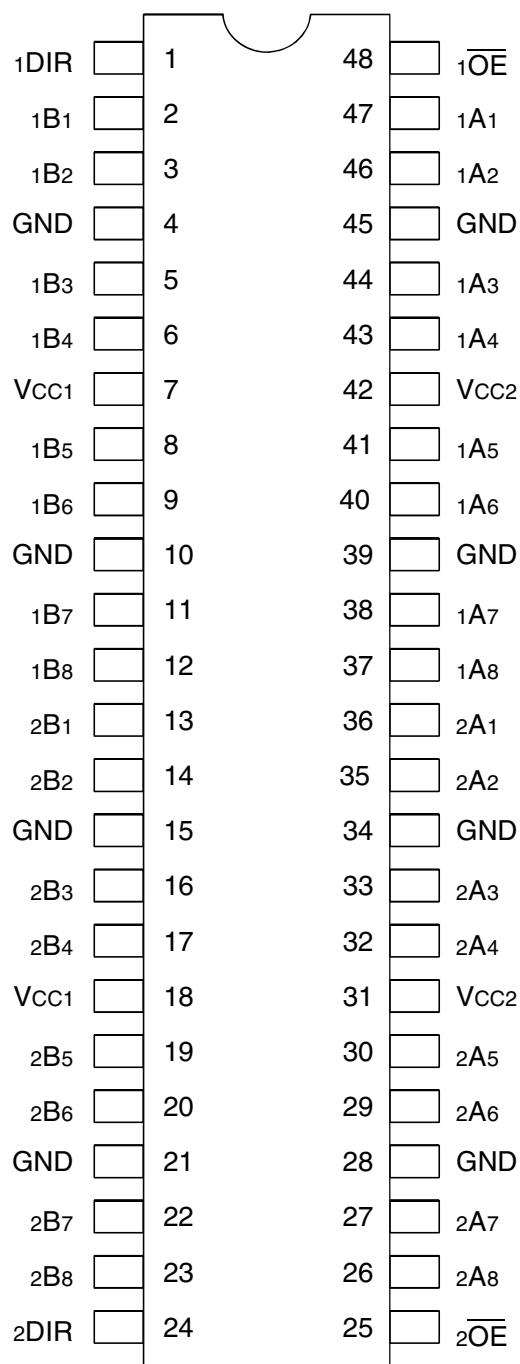 1DIR 1 48 1O̅E̅
1B1 2 47 1A1
1B2 3 46 1A2
GND 4 45 GND
1B3 5 44 1A3
1B4 6 43 1A4
VCC1 7 42 VCC2
1B5 8 41 1A5
1B6 9 40 1A6
GND 10 39 GND
1B7 11 38 1A7
1B8 12 37 1A8
2B1 13 36 2A1
2B2 14 35 2A2
GND 15 34 GND
2B3 16 33 2A3
2B4 17 32 2A4
VCC1 18 31 VCC2
2B5 19 30 2A5
2B6 20 29 2A6
GND 21 28 GND
2B7 22 27 2A7
2B8 23 26 2A8
2DIR 24 25 2O̅E̅